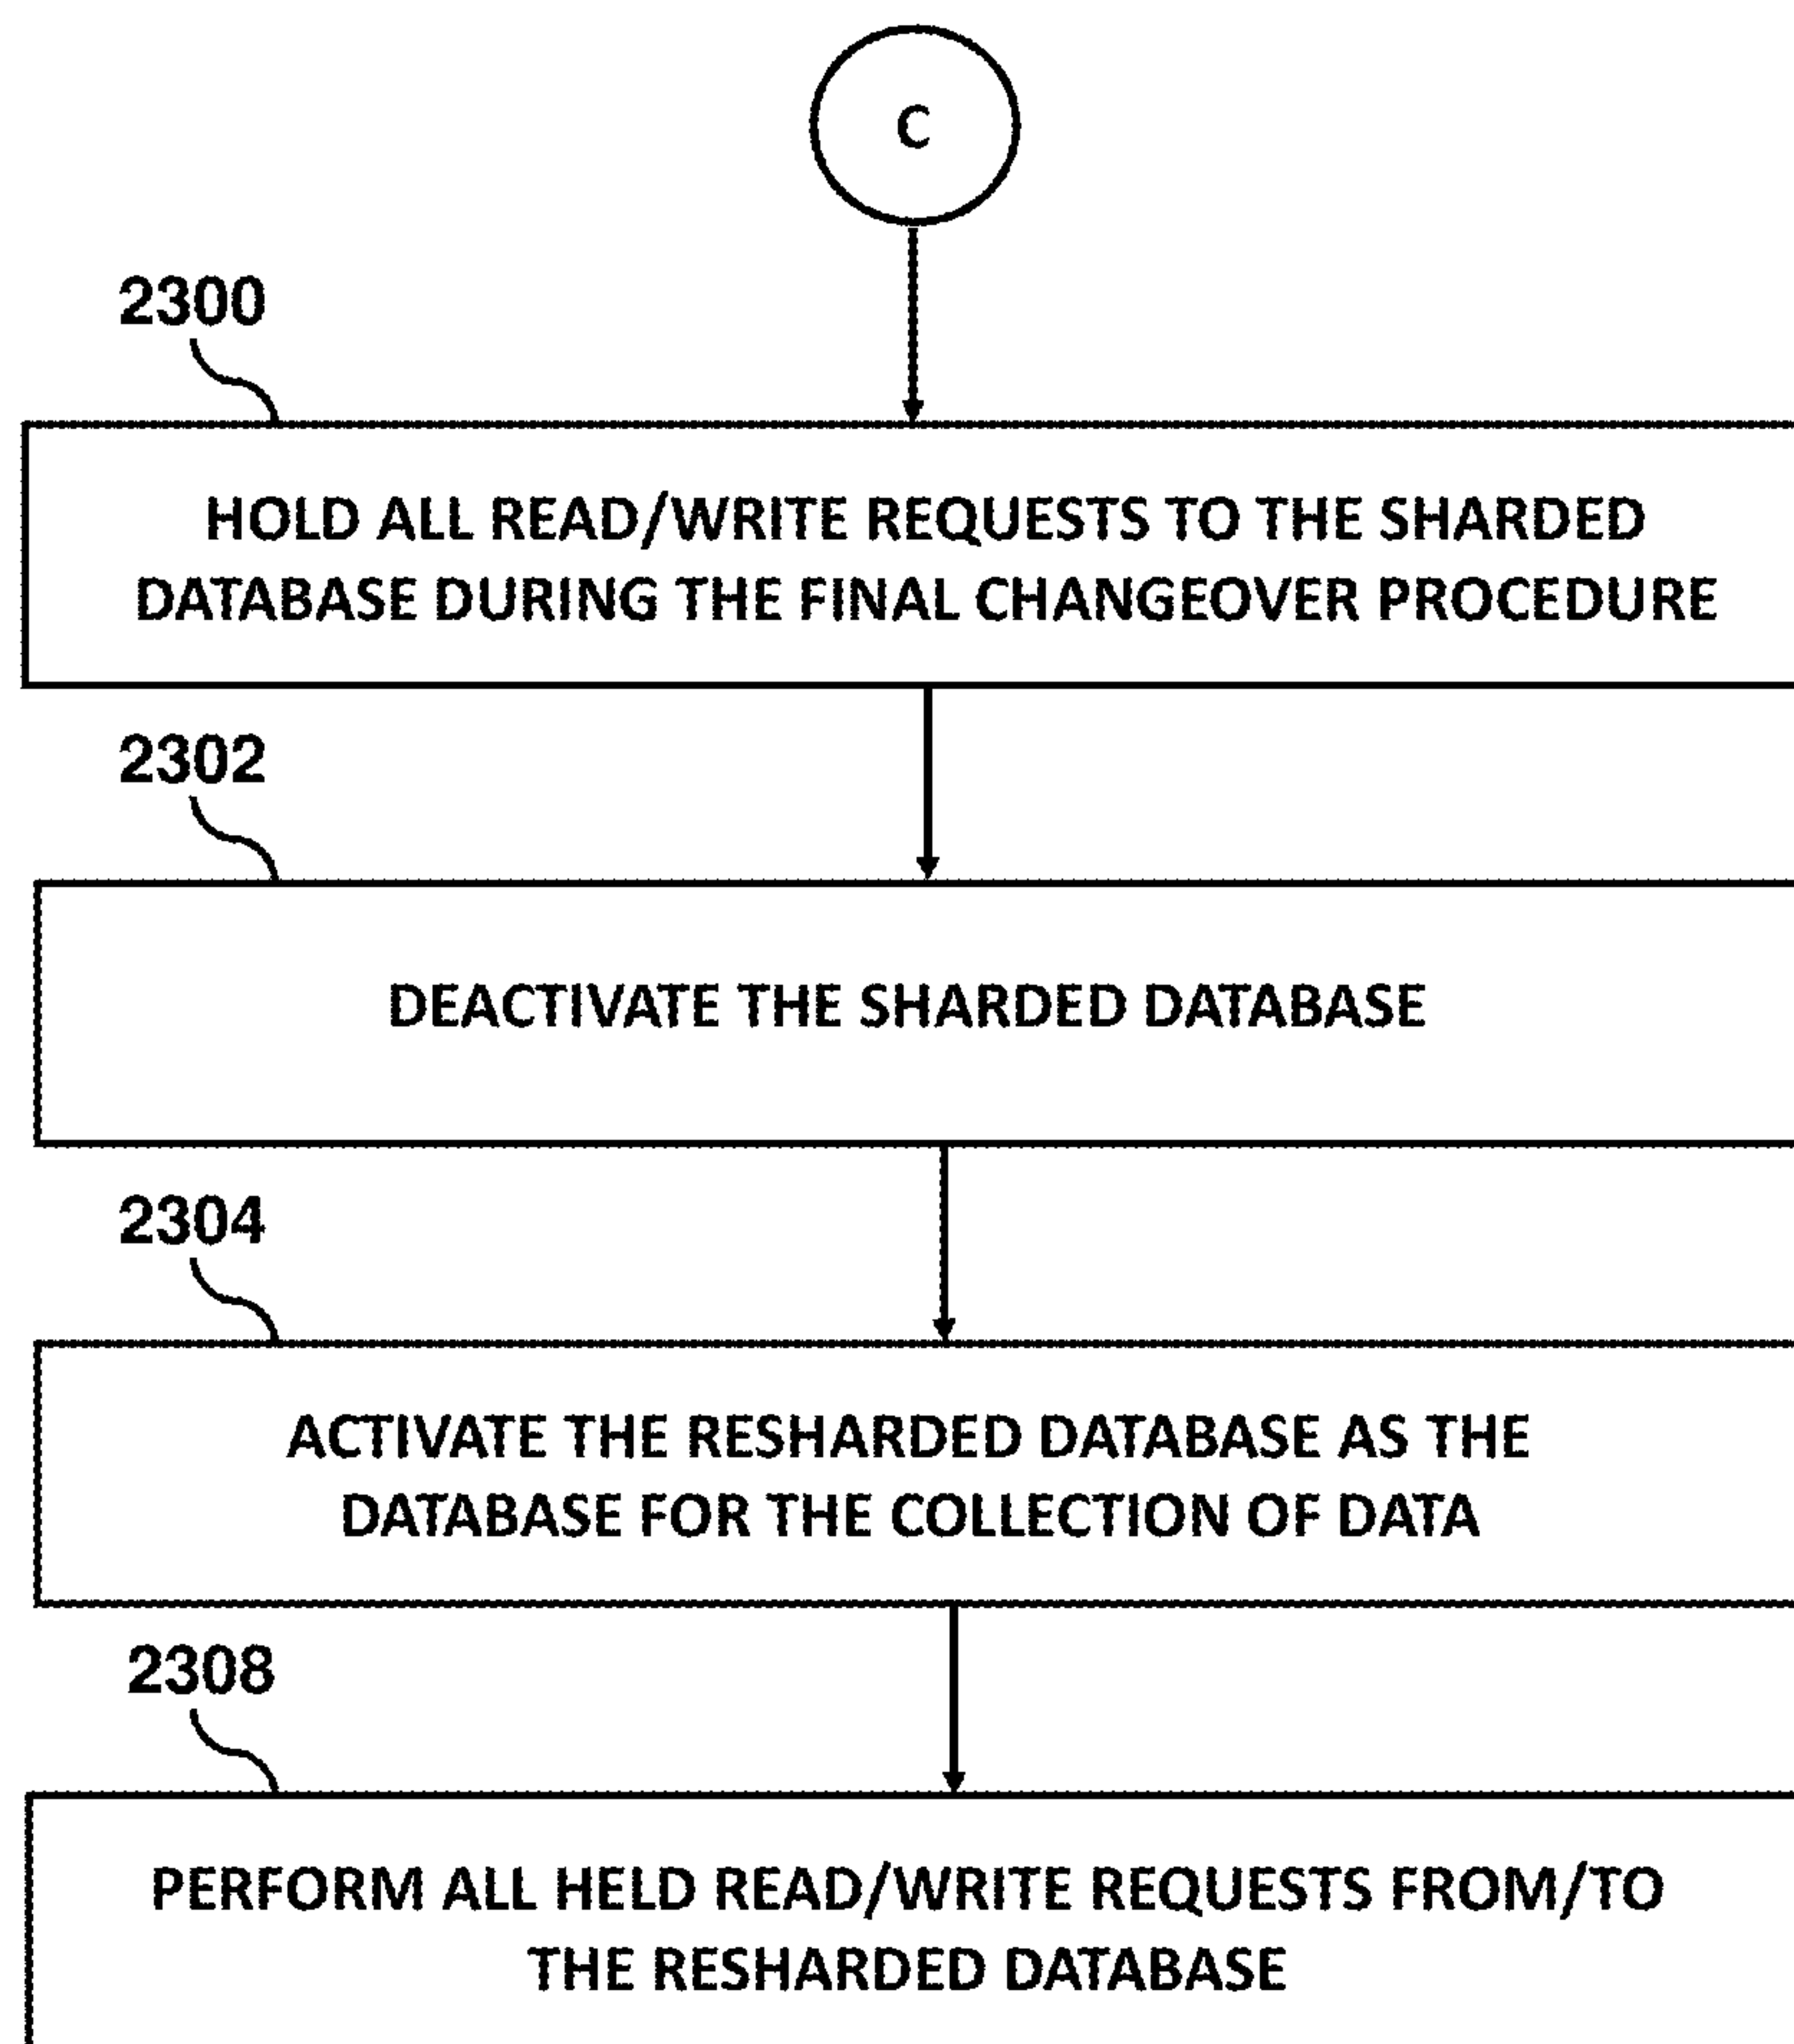 C
2300
HOLD ALL READ/WRITE REQUESTS TO THE SHARDED
DATABASE DURING THE FINAL CHANGEOVER PROCEDURE
2302
DEACTIVATE THE SHARDED DATABASE
2304
ACTIVATE THE RESHARDED DATABASE AS THE
DATABASE FOR THE COLLECTION OF DATA
2308
PERFORM ALL HELD READ/WRITE REQUESTS FROM/TO
THE RESHARDED DATABASE